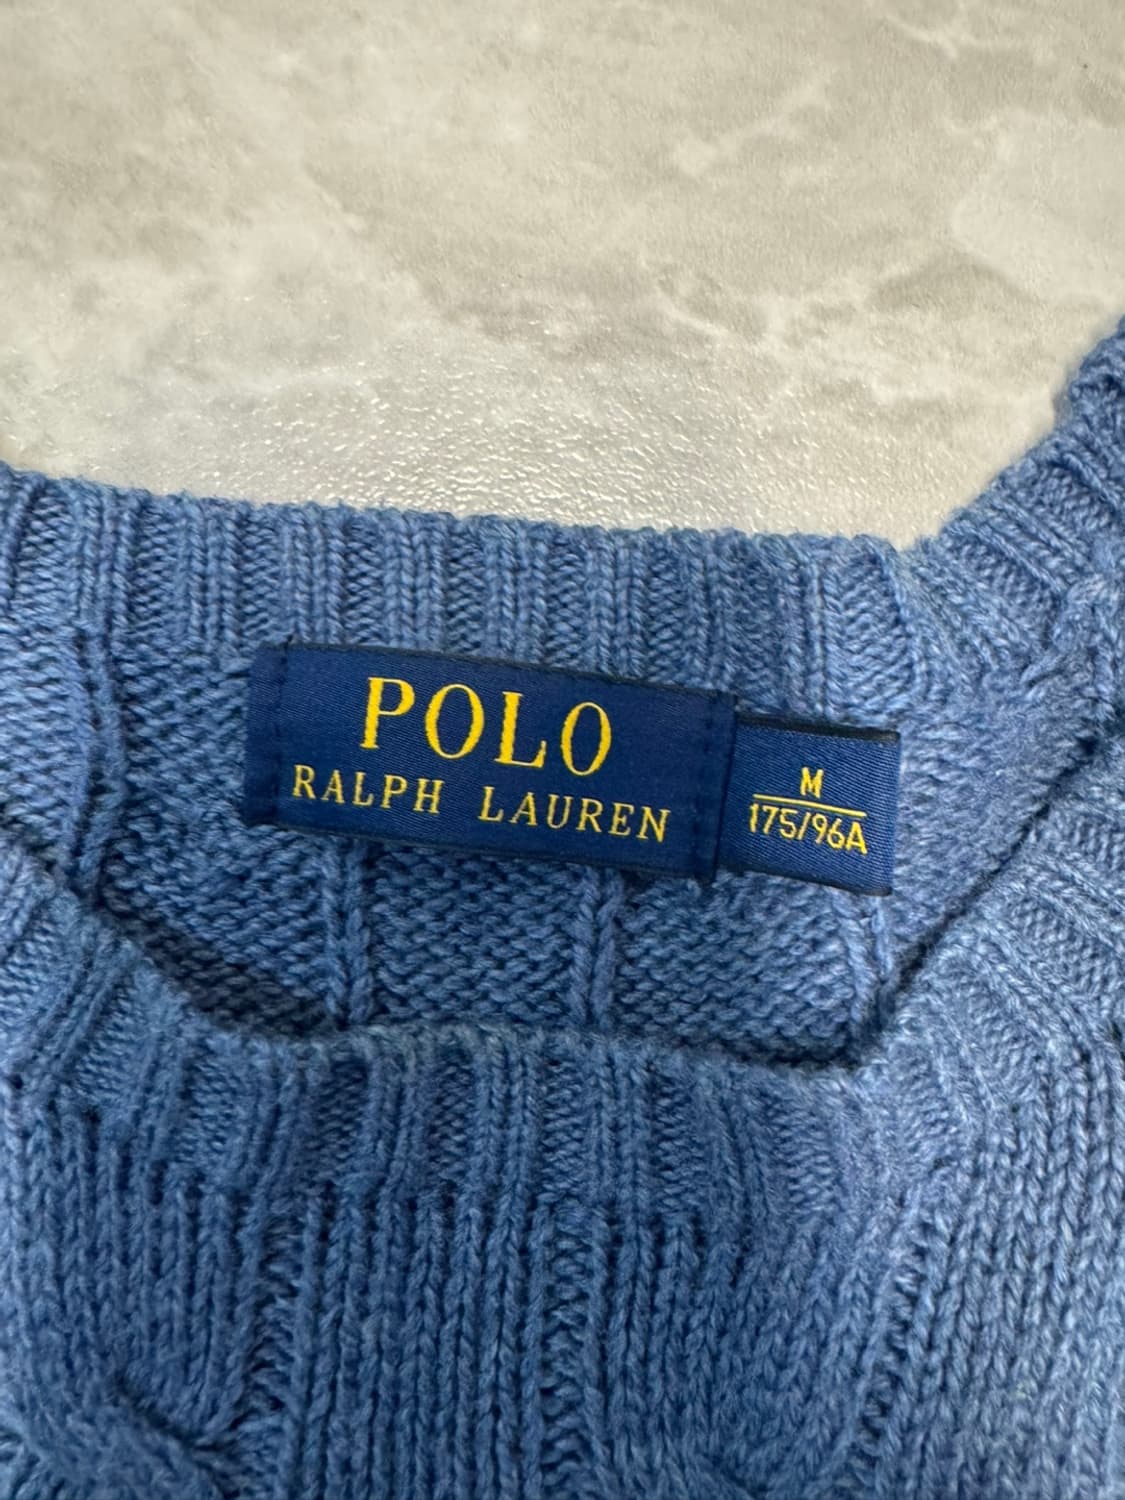 POLO
RALPH LAUREN
M
175/96A